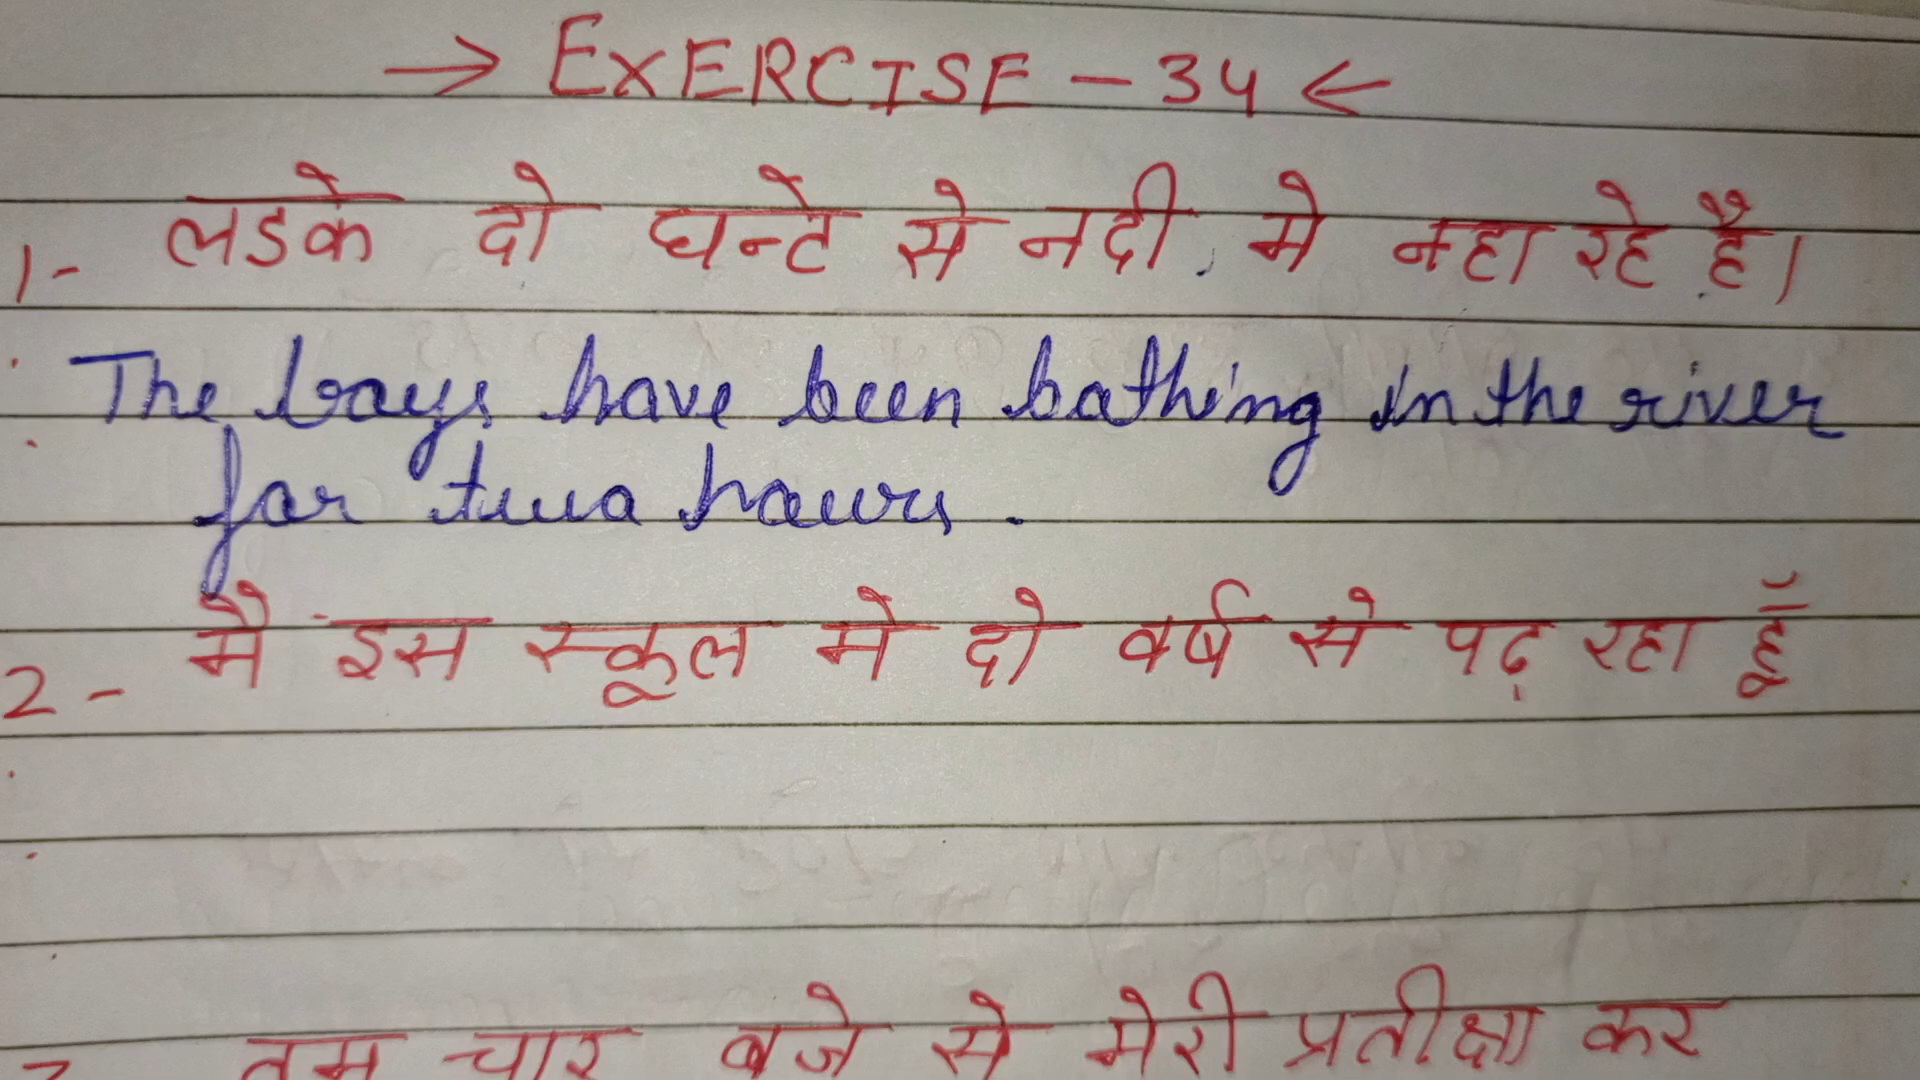 → EXERCISE - 34 ←
1- लडके दो घन्टे से नदी मे नहा रहे है।
The boys have been bathing in the river
for two hours.
2- मै इस स्कूल मे दो वर्ष से पढ़ रहा हूँ
तुम चार बजे से मेरी प्रतीक्षा कर